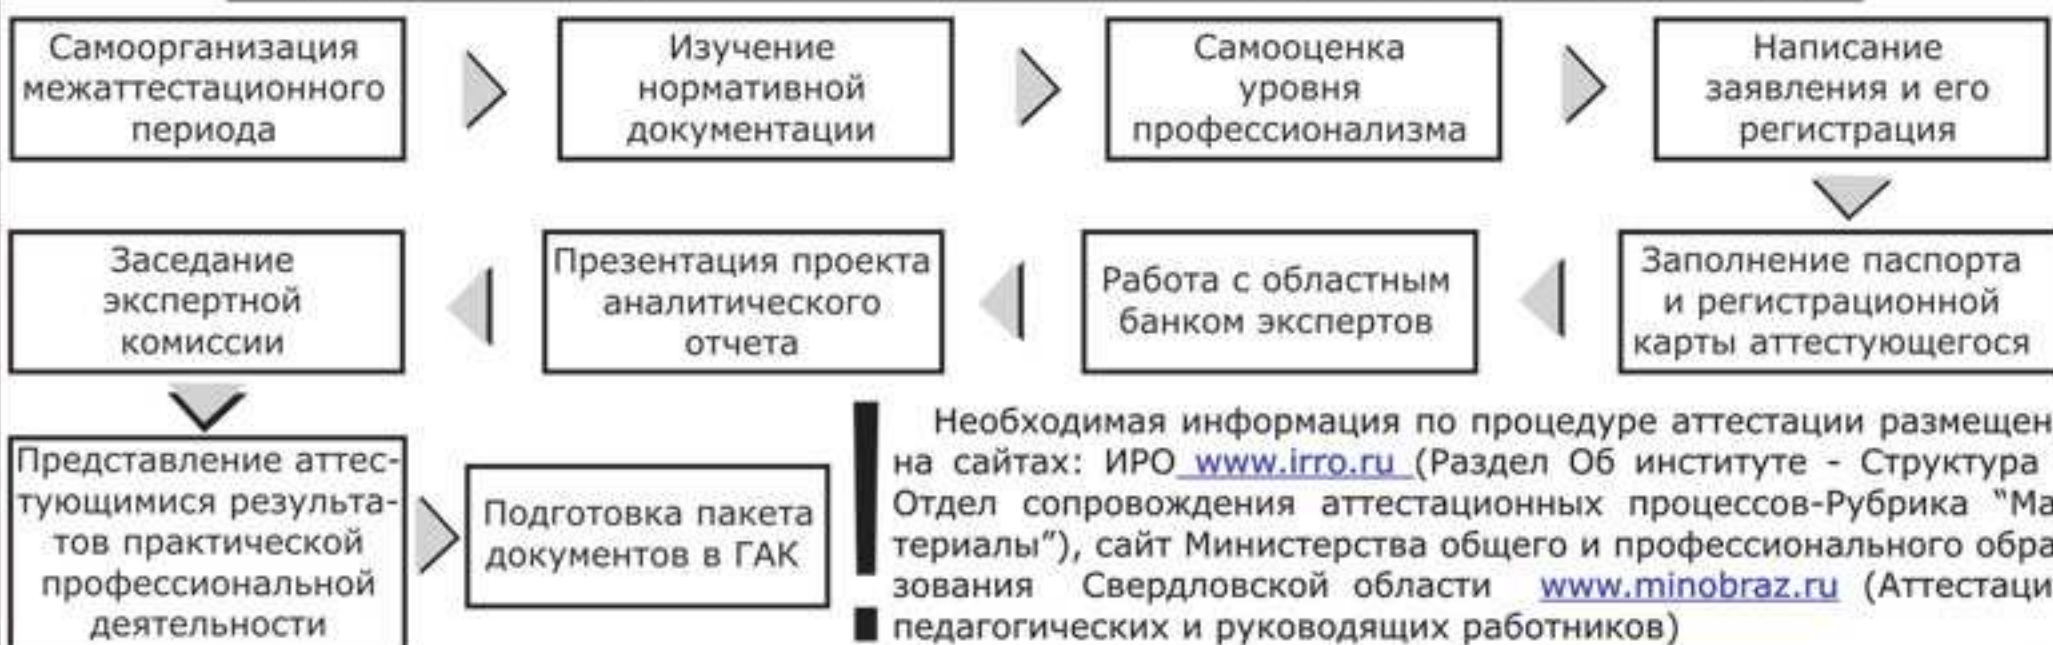 Самоорганизация
межаттестационного
периода
Изучение
нормативной
документации
Самооценка
уровня
профессионализма
Написание
заявления и его
регистрация
Заполнение паспорта
и регистрационной
карты аттестующегося
Работа с областным
банком экспертов
Презентация проекта
аналитического
отчета
Заседание
экспертной
комиссии
Представление аттес-
тующимися результа-
тов практической
профессиональной
деятельности
Подготовка пакета
документов в ГАК
Необходимая информация по процедуре аттестации размещен
на сайтах: ИРО www.irro.ru (Раздел Об институте - Структура
Отдел сопровождения аттестационных процессов-Рубрика “Ма
териалы”), сайт Министерства общего и профессионального обра
зования Свердловской области www.minobraz.ru (Аттестаци
педагогических и руководящих работников)